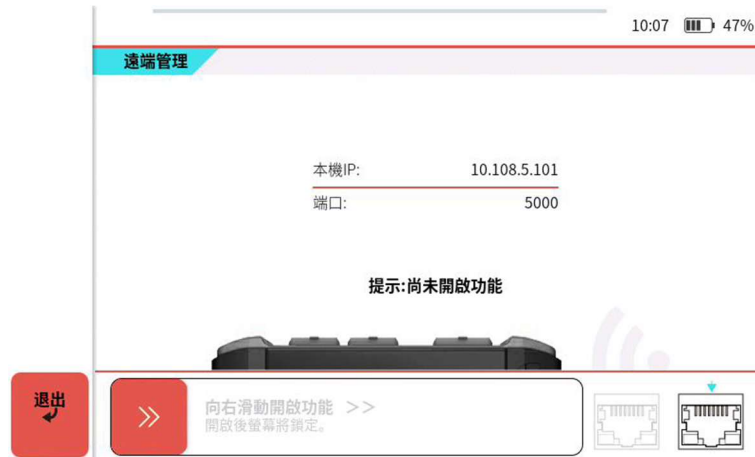 10:07 47%
遠端管理
本機IP: 10.108.5.101
端口: 5000
提示:尚未開啟功能
退出
向右滑動開啟功能 >>
開啟後螢幕將鎖定。